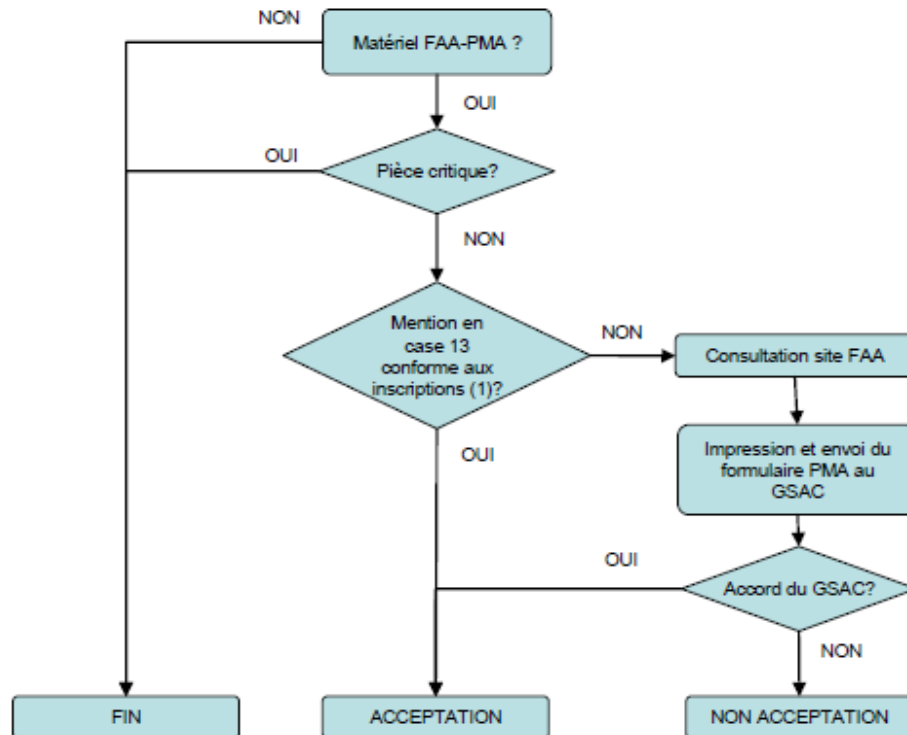 NON
Matériel FAA-PMA ?
OUI
OUI
Pièce critique?
NON
Mention en
case 13
conforme aux
inscriptions (1)?
NON
Consultation site FAA
OUI
Impression et envoi du
formulaire PMA au
GSAC
OUI
Accord du GSAC?
NON
FIN
ACCEPTATION
NON ACCEPTATION